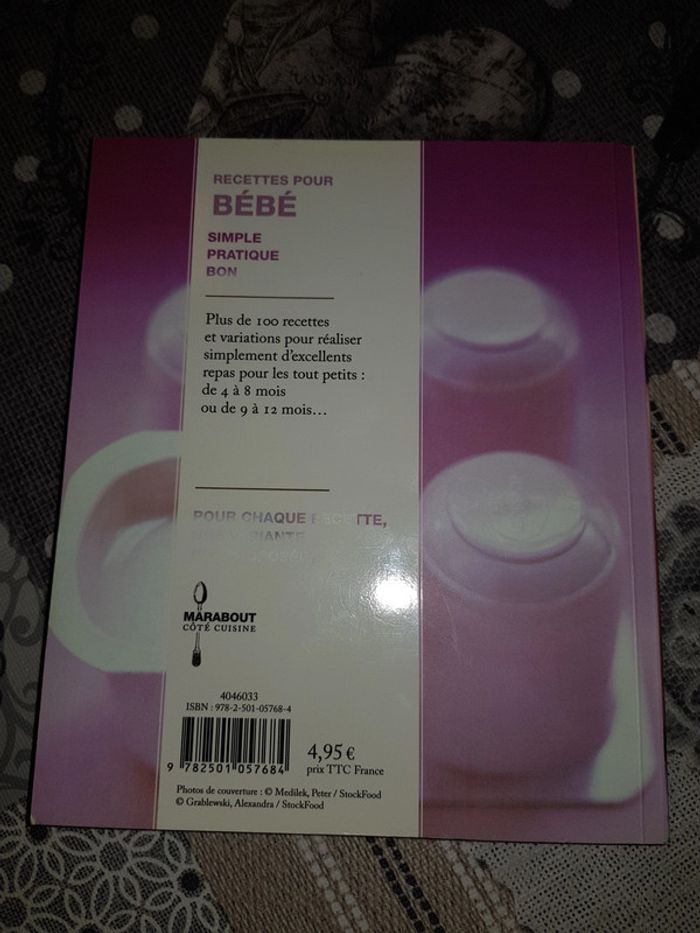 RECETTES POUR
BÉBÉ
SIMPLE
PRATIQUE
BON
Plus de 100 recettes
et variations pour réaliser
simplement d'excellents
repas pour les tout petits :
de 4 à 8 mois
ou de 9 à 12 mois…
POUR CHAQUE RECETTE,
UNE VARIANTE
MARABOUT
CÔTÉ CUISINE
4046033
ISBN : 978-2-501-05768-4
9 782501 057684
4,95 €
prix TTC France
Photos de couverture : © Medilek, Peter / StockFood
© Grablewski, Alexandra / StockFood